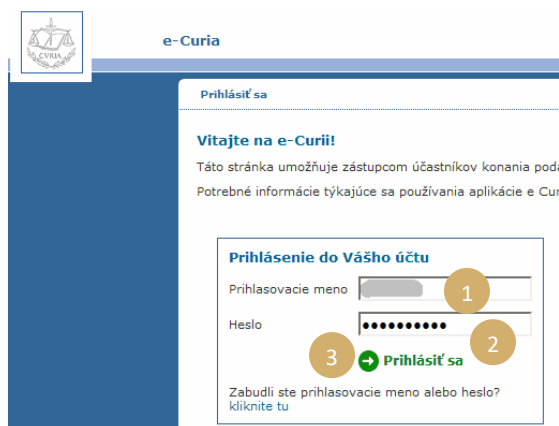 CVRIA
e-Curia
Prihlásiť sa
Vitajte na e-Curii!
Táto stránka umožňuje zástupcom účastníkov konania
Potrebné informácie týkajúce sa používania aplikácie e
Prihlásenie do Vášho účtu
Prihlasovacie meno 1
Heslo •••••••••• 2
3 Prihlásiť sa
Zabudli ste prihlasovacie meno alebo heslo?
kliknite tu